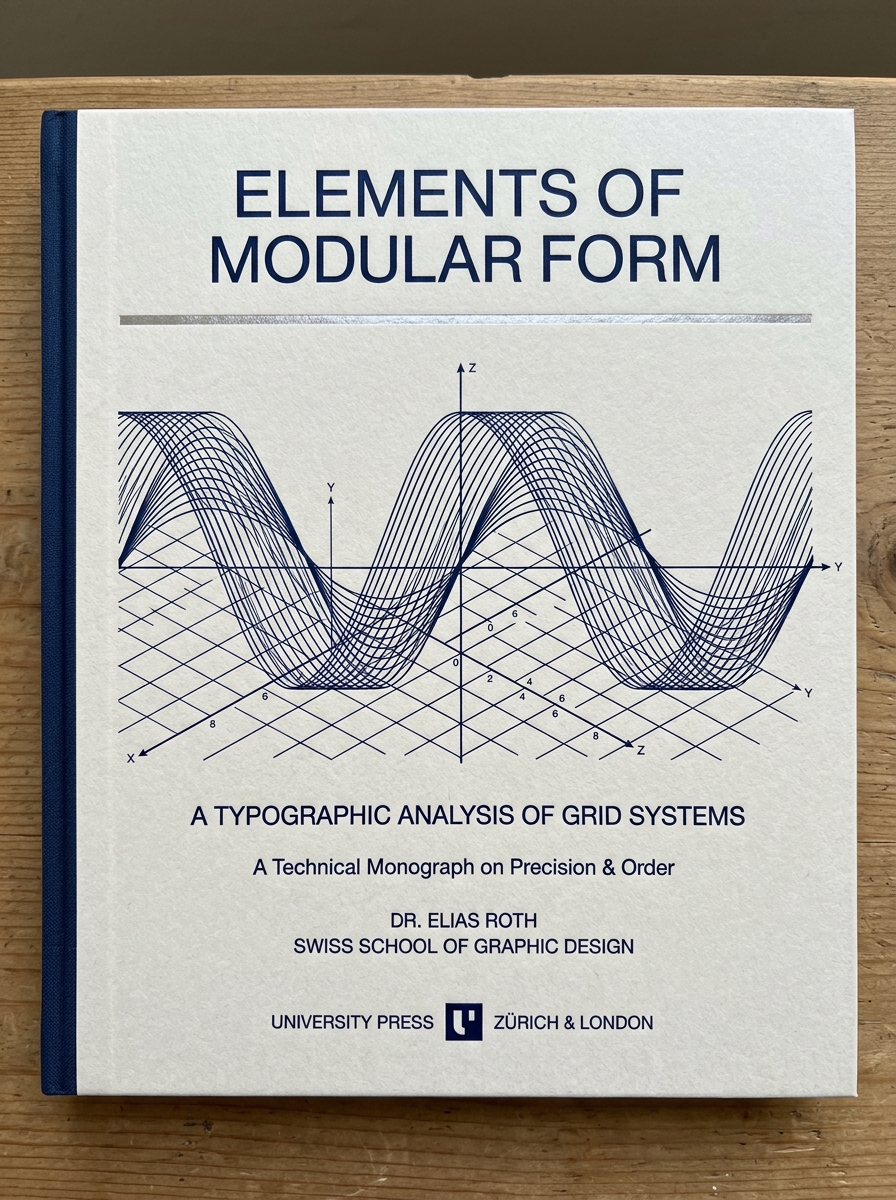 ELEMENTS OF
MODULAR FORM
Z
Y
Y
0 6
0
2 4
4 6
6
6
8
8
Y
X
Z
A TYPOGRAPHIC ANALYSIS OF GRID SYSTEMS
A Technical Monograph on Precision & Order
DR. ELIAS ROTH
SWISS SCHOOL OF GRAPHIC DESIGN
UNIVERSITY PRESS ZÜRICH & LONDON